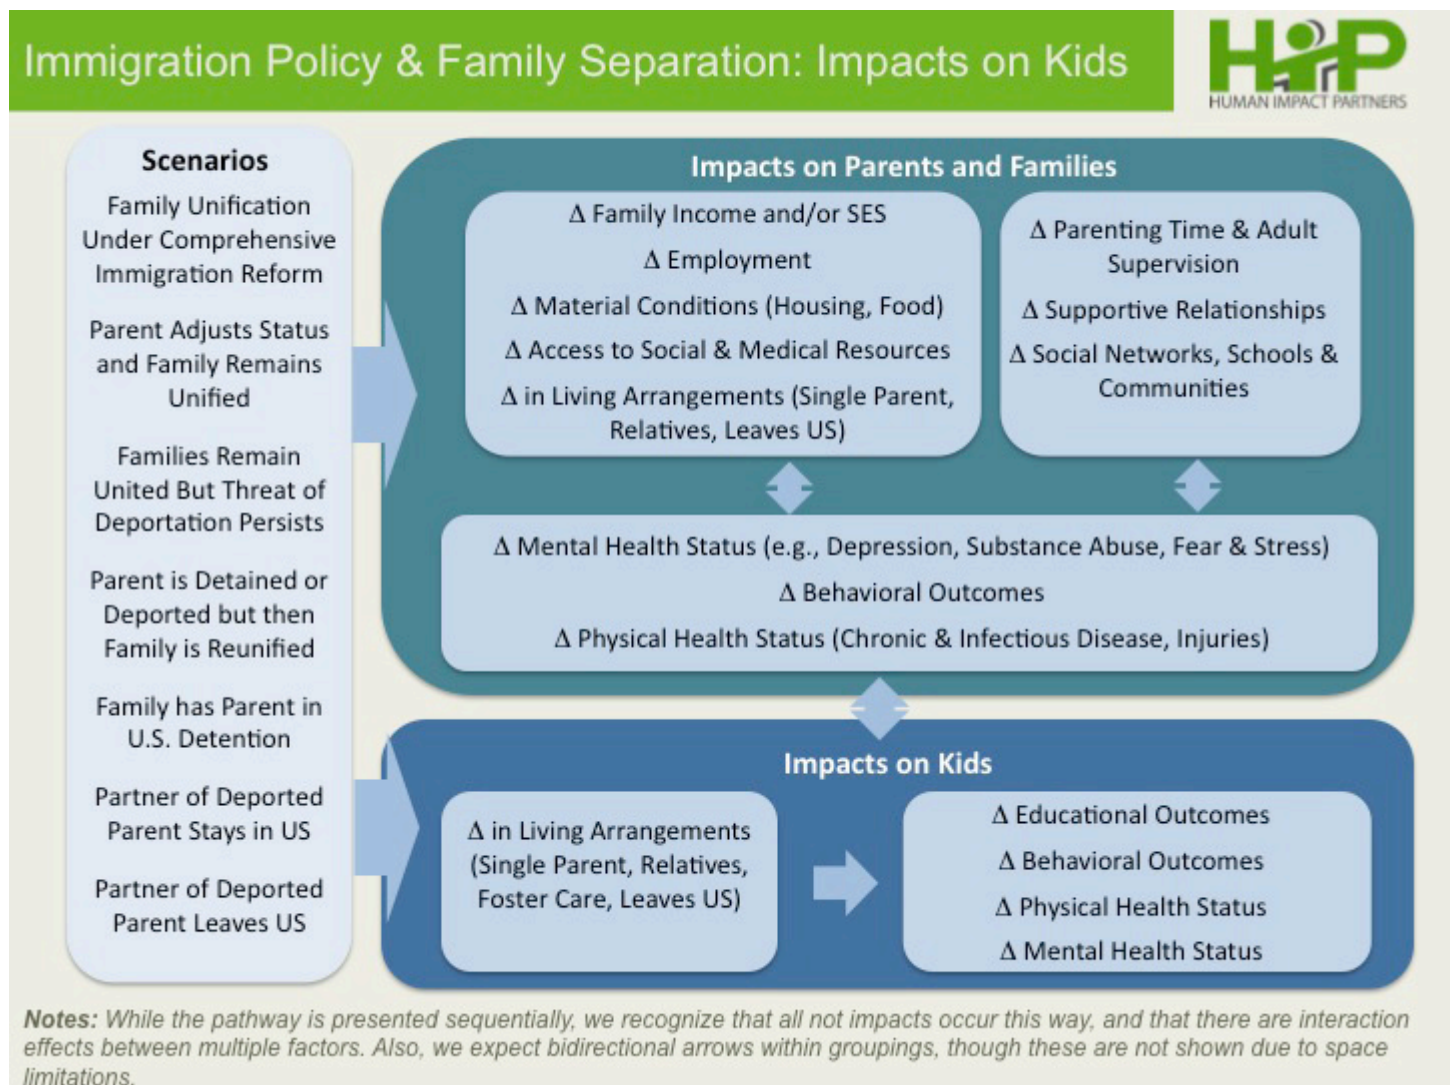 Immigration Policy & Family Separation: Impacts on Kids
HIP
HUMAN IMPACT PARTNERS
Scenarios
Family Unification
Under Comprehensive
Immigration Reform
Parent Adjusts Status
and Family Remains
Unified
Families Remain
United But Threat of
Deportation Persists
Parent is Detained or
Deported but then
Family is Reunified
Family has Parent in
U.S. Detention
Partner of Deported
Parent Stays in US
Partner of Deported
Parent Leaves US
Impacts on Parents and Families
Δ Family Income and/or SES
Δ Employment
Δ Material Conditions (Housing, Food)
Δ Access to Social & Medical Resources
Δ in Living Arrangements (Single Parent,
Relatives, Leaves US)
Δ Parenting Time & Adult
Supervision
Δ Supportive Relationships
Δ Social Networks, Schools &
Communities
Δ Mental Health Status (e.g., Depression, Substance Abuse, Fear & Stress)
Δ Behavioral Outcomes
Δ Physical Health Status (Chronic & Infectious Disease, Injuries)
Impacts on Kids
Δ in Living Arrangements
(Single Parent, Relatives,
Foster Care, Leaves US)
Δ Educational Outcomes
Δ Behavioral Outcomes
Δ Physical Health Status
Δ Mental Health Status
Notes: While the pathway is presented sequentially, we recognize that all not impacts occur this way, and that there are interaction
effects between multiple factors. Also, we expect bidirectional arrows within groupings, though these are not shown due to space
limitations.